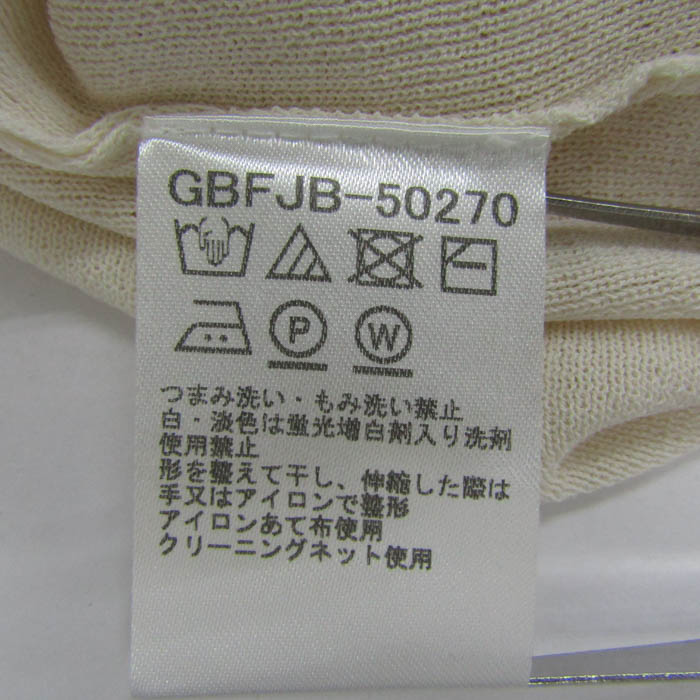 GBFJB-50270
P W
つまみ洗い・もみ洗い禁止
白・淡色は蛍光増白剤入り洗剤
使用禁止
形を整えて干し、伸縮した際は
手又はアイロンで整形
アイロンあて布使用
クリーニングネット使用